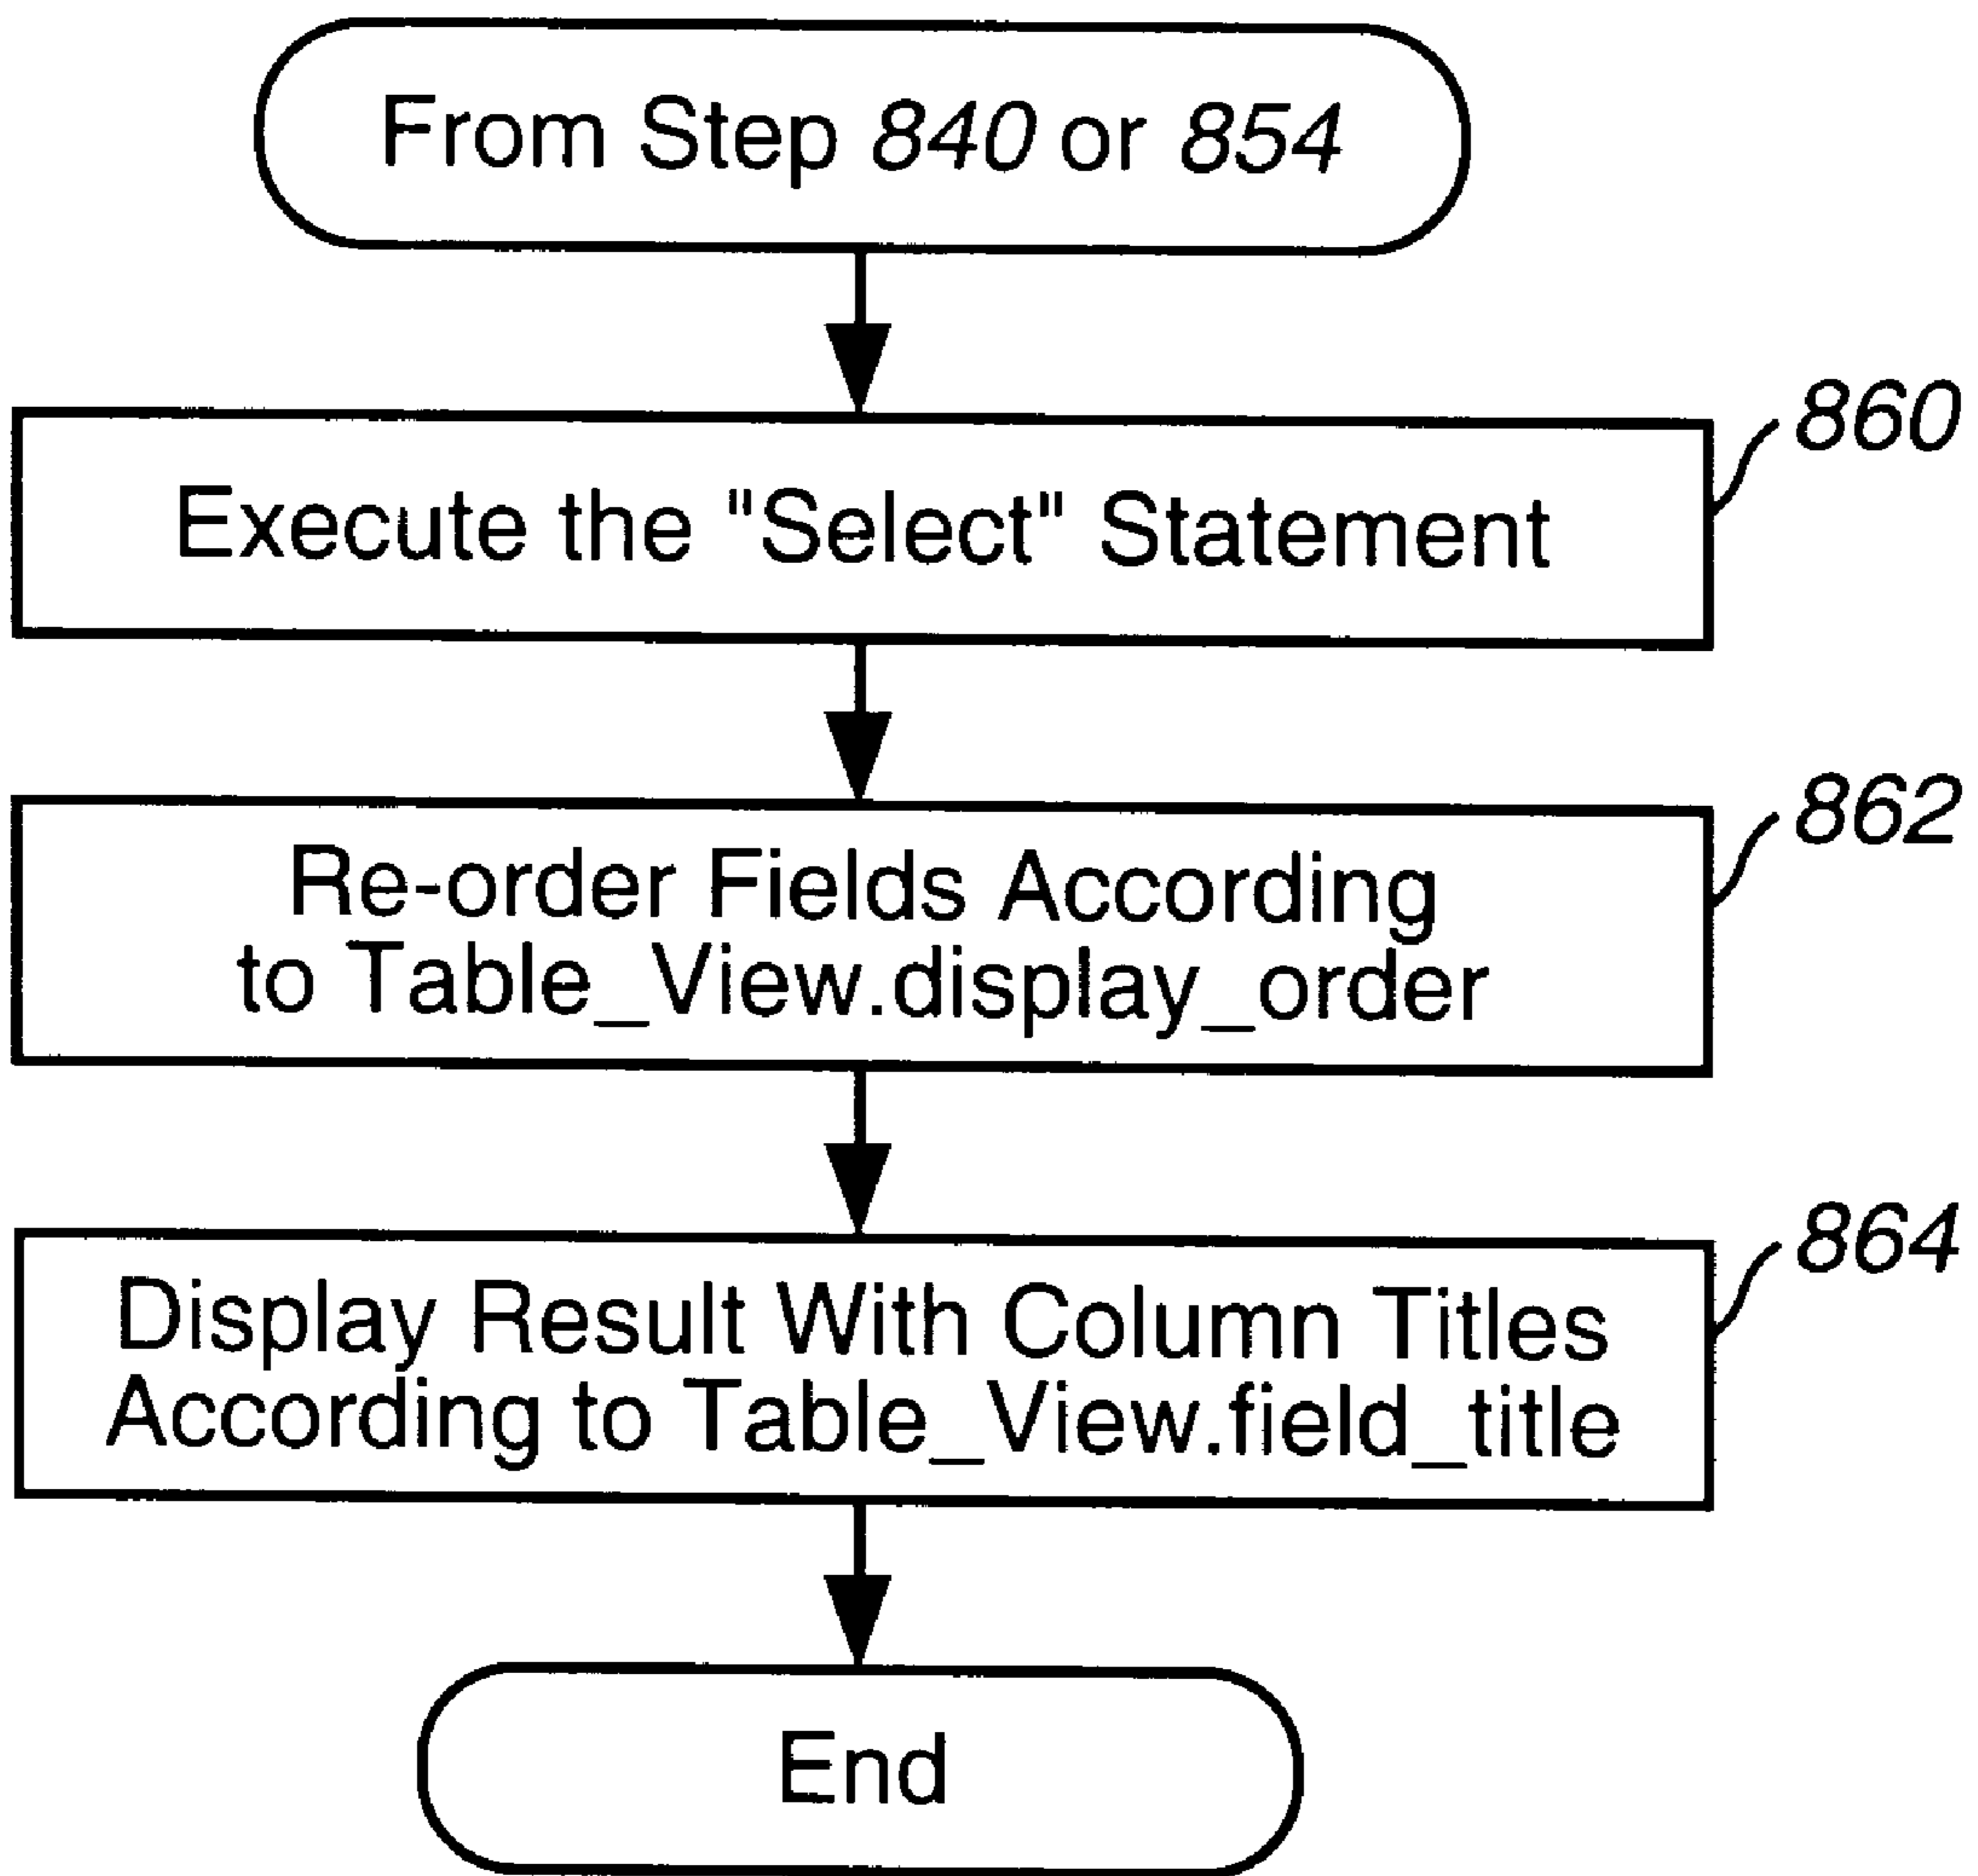 From Step 840 or 854
860
Execute the "Select" Statement
862
Re-order Fields According
to Table_View.display_order
864
Display Result With Column Titles
According to Table_View.field_title
End